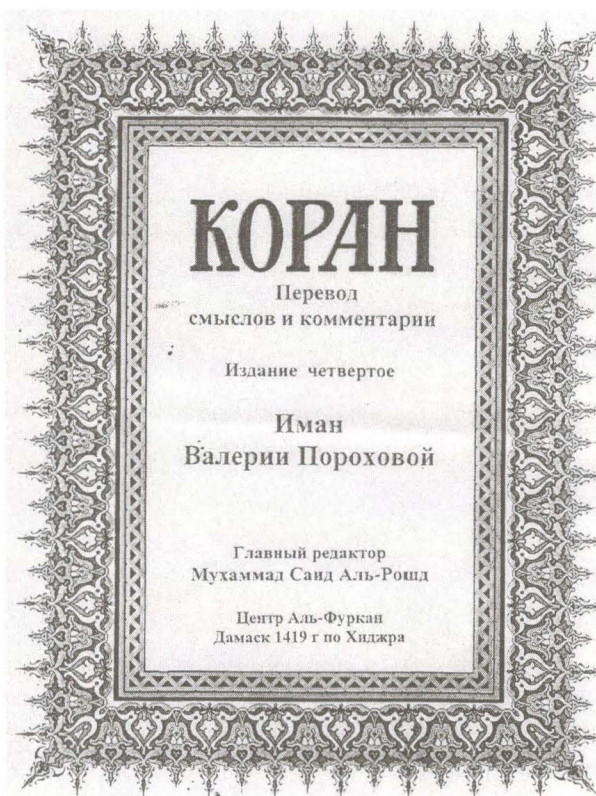 КОРАН
Перевод
смыслов и комментарии
Издание четвертое
Иман
Валерии Пороховой
Главный редактор
Мухаммад Саид Аль-Рошд
Центр Аль-Фуркан
Дамаск 1419 г по Хиджра